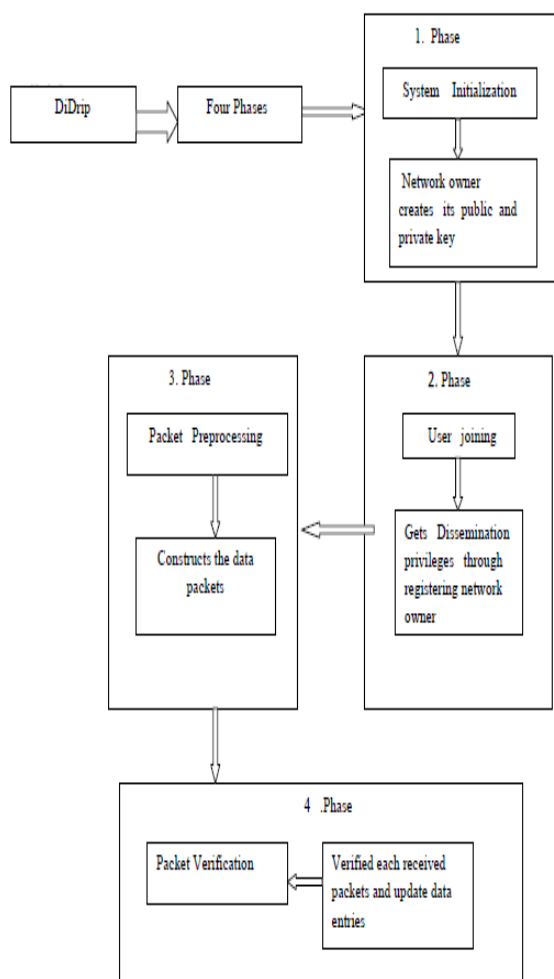 1. Phase
System Initialization
DiDrip
Four Phases
Network owner
creates its public and
private key
3. Phase
Packet Preprocessing
Constructs the data
packets
2. Phase
User joining
Gets Dissemination
privileges through
registering network
owner
4 .Phase
Packet Verification
Verified each received
packets and update data
entries